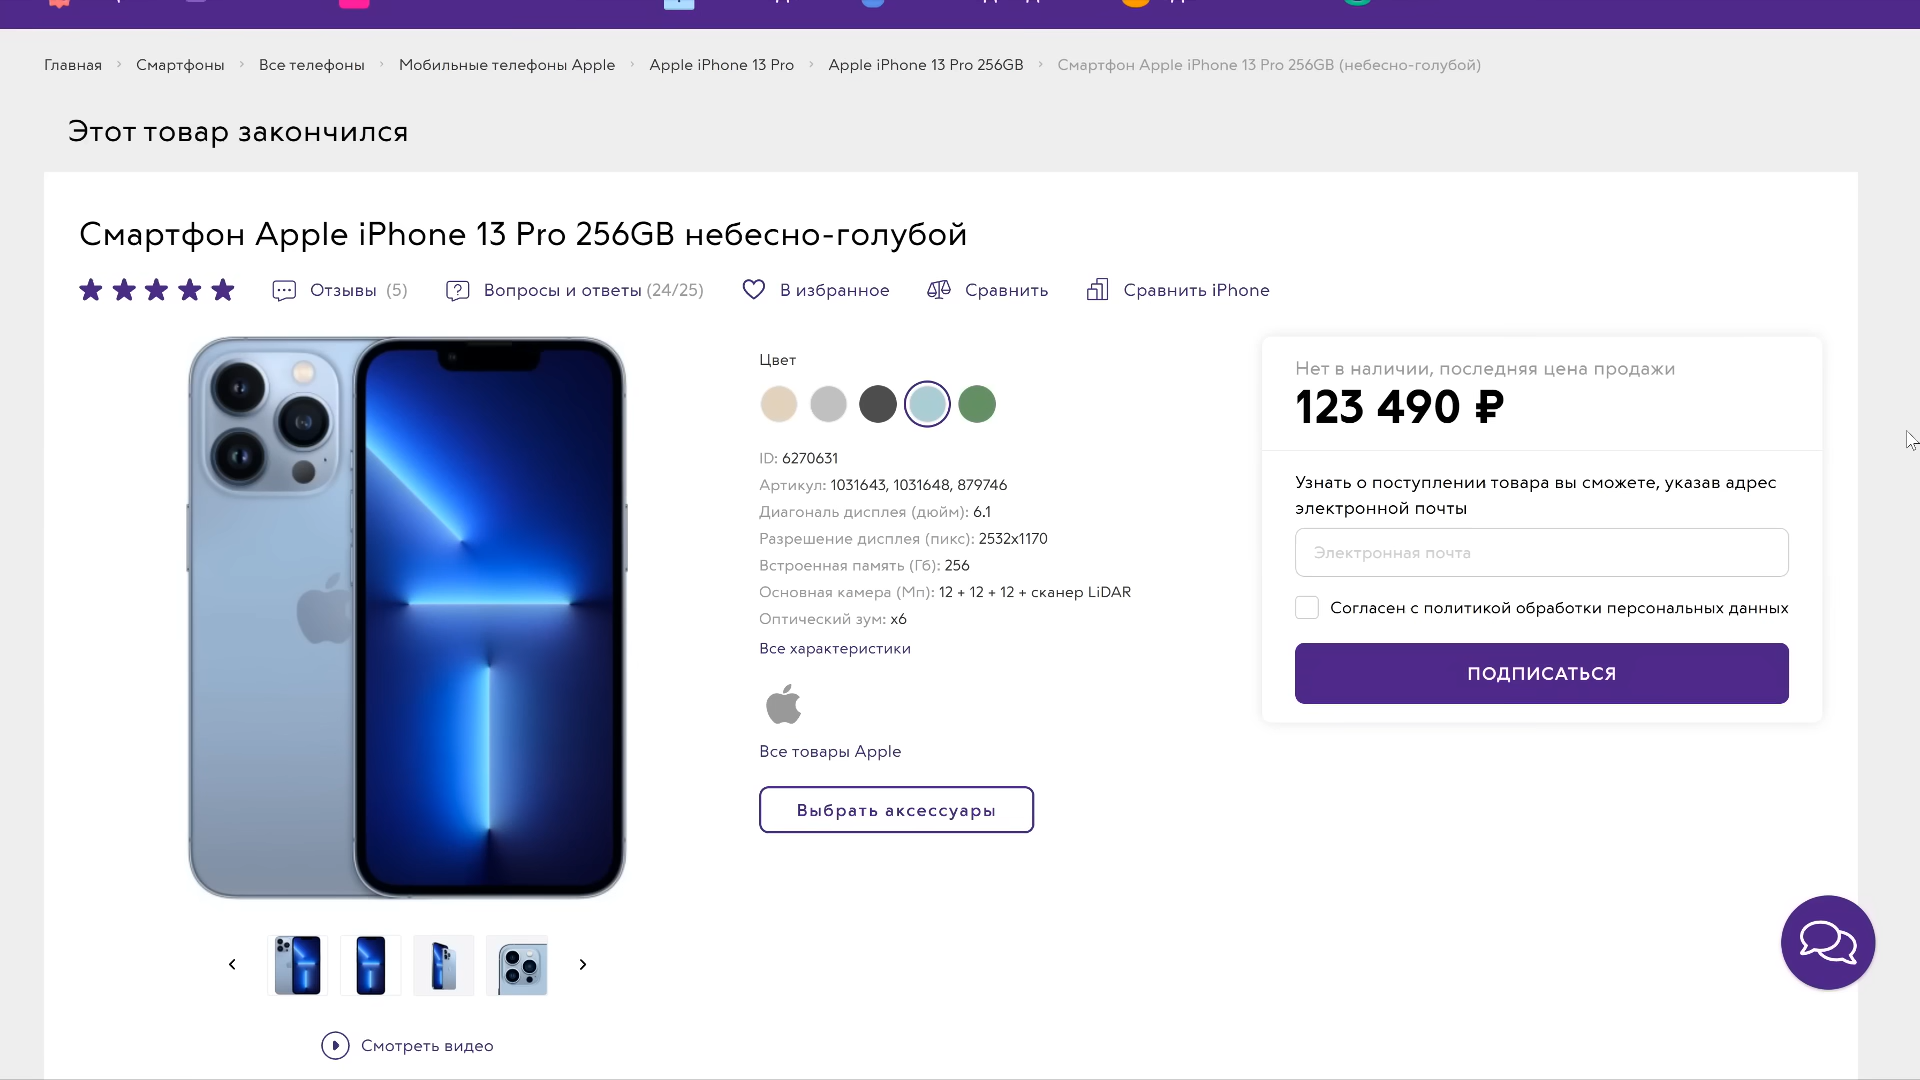 Главная › Смартфоны › Все телефоны › Мобильные телефоны Apple › Apple iPhone 13 Pro › Apple iPhone 13 Pro 256GB › Смартфон Apple iPhone 13 Pro 256GB (небесно-голубой)
Этот товар закончился
Смартфон Apple iPhone 13 Pro 256GB небесно-голубой
Отзывы (5) Вопросы и ответы (24/25) В избранное Сравнить Сравнить iPhone
Цвет
ID: 6270631
Артикул: 1031643, 1031648, 879746
Диагональ дисплея (дюйм): 6.1
Разрешение дисплея (пикс): 2532x1170
Встроенная память (Гб): 256
Основная камера (Мп): 12 + 12 + 12 + сканер LiDAR
Оптический зум: x6
Все характеристики
Все товары Apple
Выбрать аксессуары
Нет в наличии, последняя цена продажи
123 490 ₽
Узнать о поступлении товара вы сможете, указав адрес
электронной почты
Электронная почта
Согласен с политикой обработки персональных данных
ПОДПИСАТЬСЯ
Смотреть видео